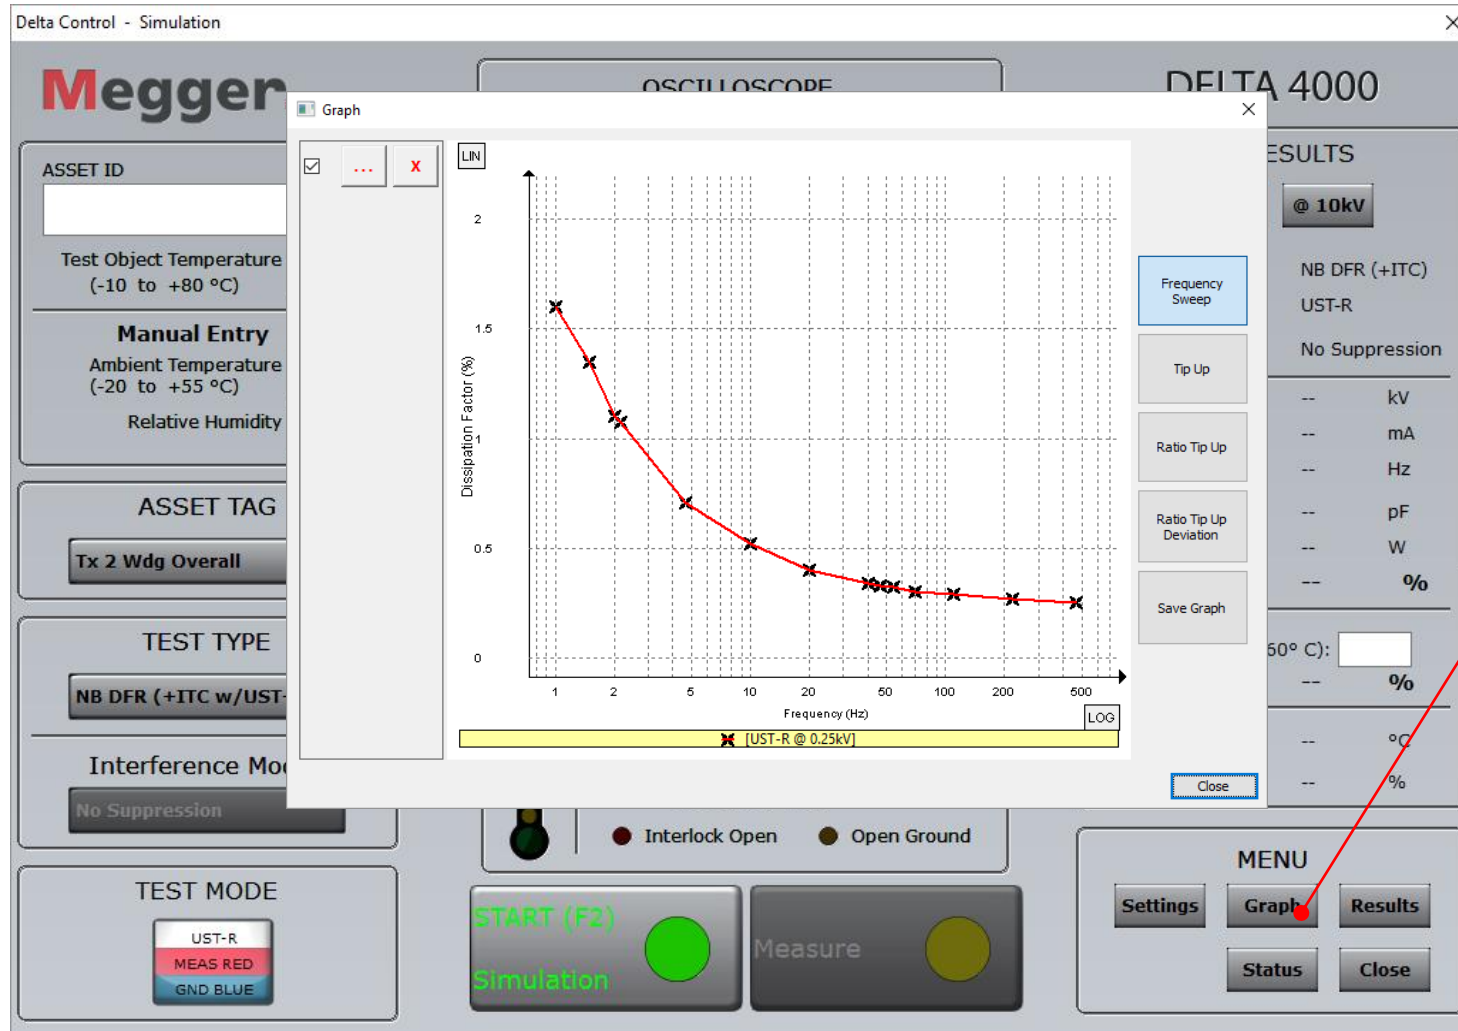 Delta Control - Simulation
Megger
OSCILLOSCOPE
DELTA 4000
Graph
ASSET ID
Test Object Temperature
(-10 to +80 °C)
Manual Entry
Ambient Temperature
(-20 to +55 °C)
Relative Humidity
ASSET TAG
Tx 2 Wdg Overall
TEST TYPE
NB DFR (+ITC w/UST-
Interference Mo
No Suppression
TEST MODE
UST-R
MEAS RED
GND BLUE
... X
LIN
2
1.5
1
0.5
0
Dissipation Factor (%)
1 2 5 10 20 50 100 200 500
Frequency (Hz)
LOG
[UST-R @ 0.25kV]
Frequency
Sweep
Tip Up
Ratio Tip Up
Ratio Tip Up
Deviation
Save Graph
Close
ESULTS
@ 10kV
NB DFR (+ITC)
UST-R
No Suppression
-- kV
-- mA
-- Hz
-- pF
-- W
-- %
60° C):
-- %
-- °C
-- %
Interlock Open
Open Ground
START (F2)
Simulation
Measure
MENU
Settings Graph Results
Status Close